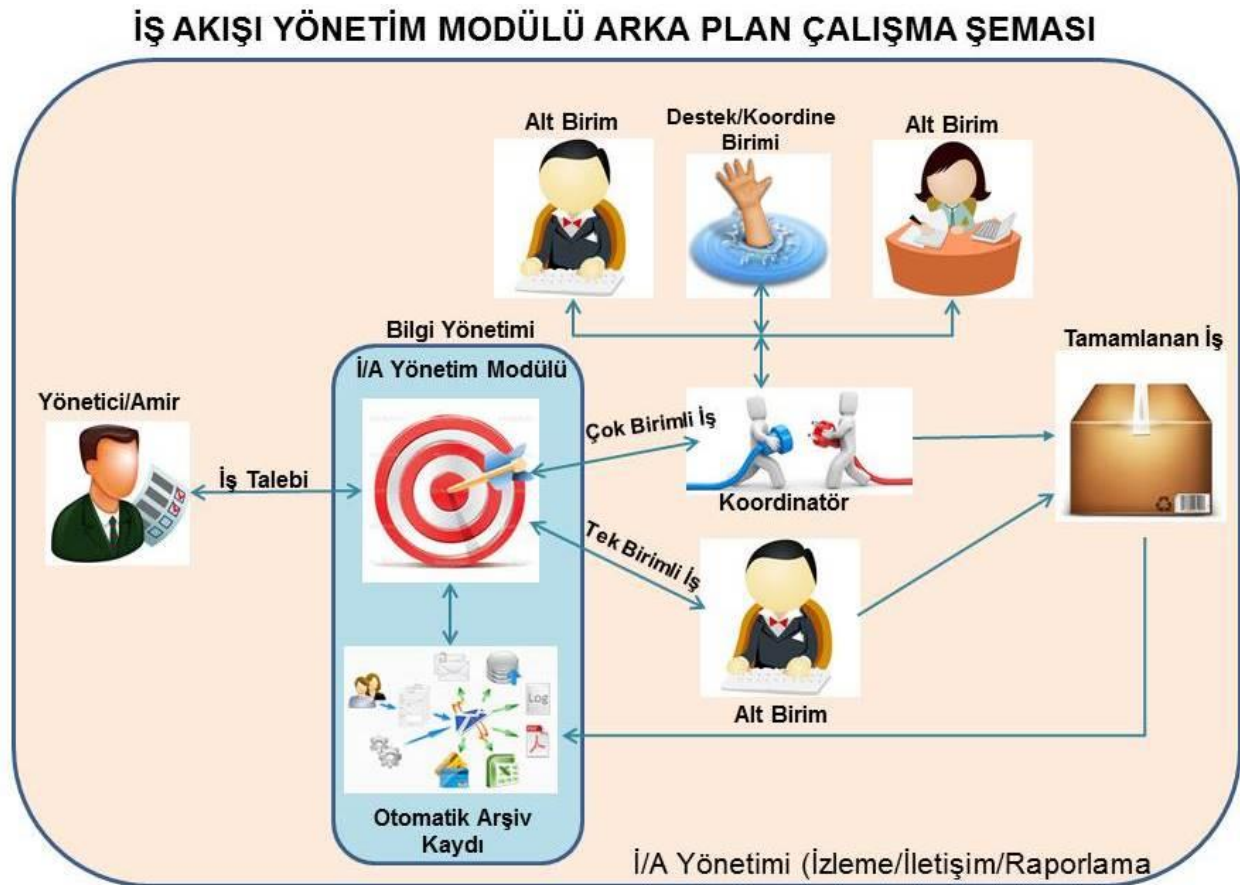 İŞ AKIŞI YÖNETİM MODÜLÜ ARKA PLAN ÇALIŞMA ŞEMASI
Alt Birim
Destek/Koordine
Birimi
Alt Birim
Bilgi Yönetimi
İ/A Yönetim Modülü
Tamamlanan İş
Yönetici/Amir
Çok Birimli İş
İş Talebi
Koordinatör
Tek Birimli İş
Log
Alt Birim
Otomatik Arşiv
Kaydı
İ/A Yönetimi (İzleme/İletişim/Raporlama